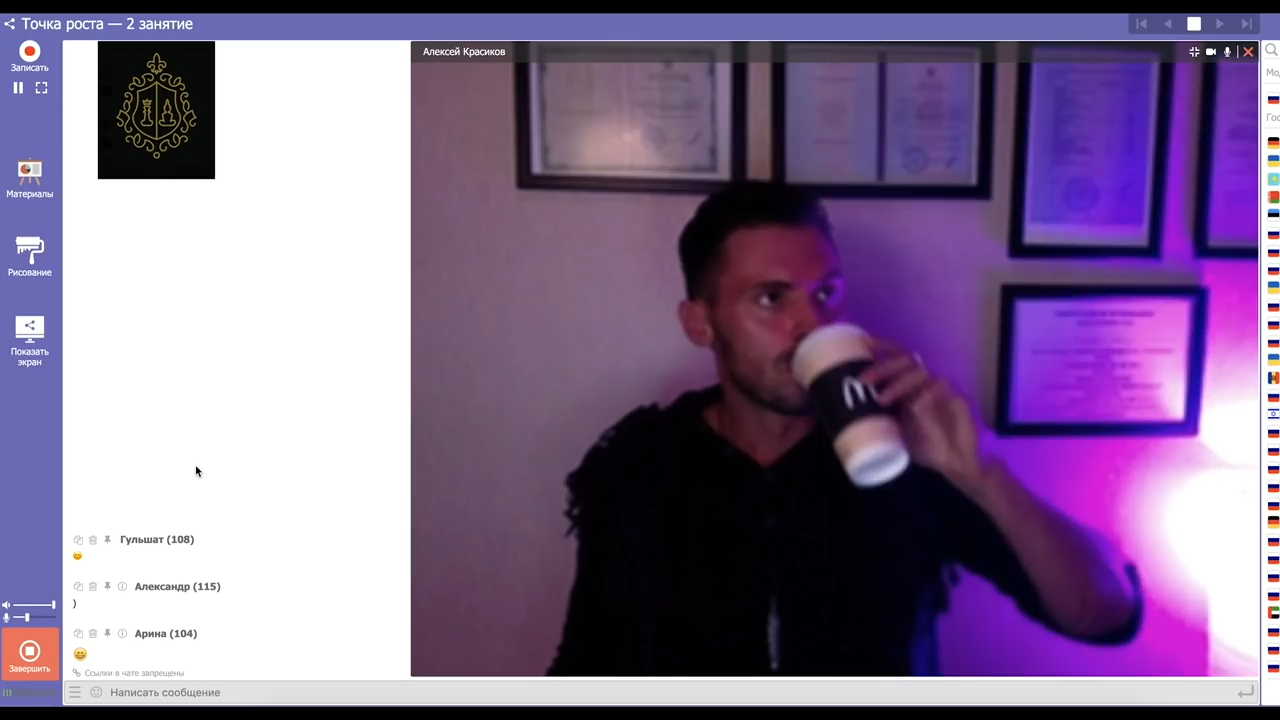 Точка роста — 2 занятие
Записать
Алексей Красиков
Материалы
Рисование
Показать
экран
Гульшат (108)
Александр (115)
)
Арина (104)
Ссылки в чате запрещены
Завершить
Написать сообщение